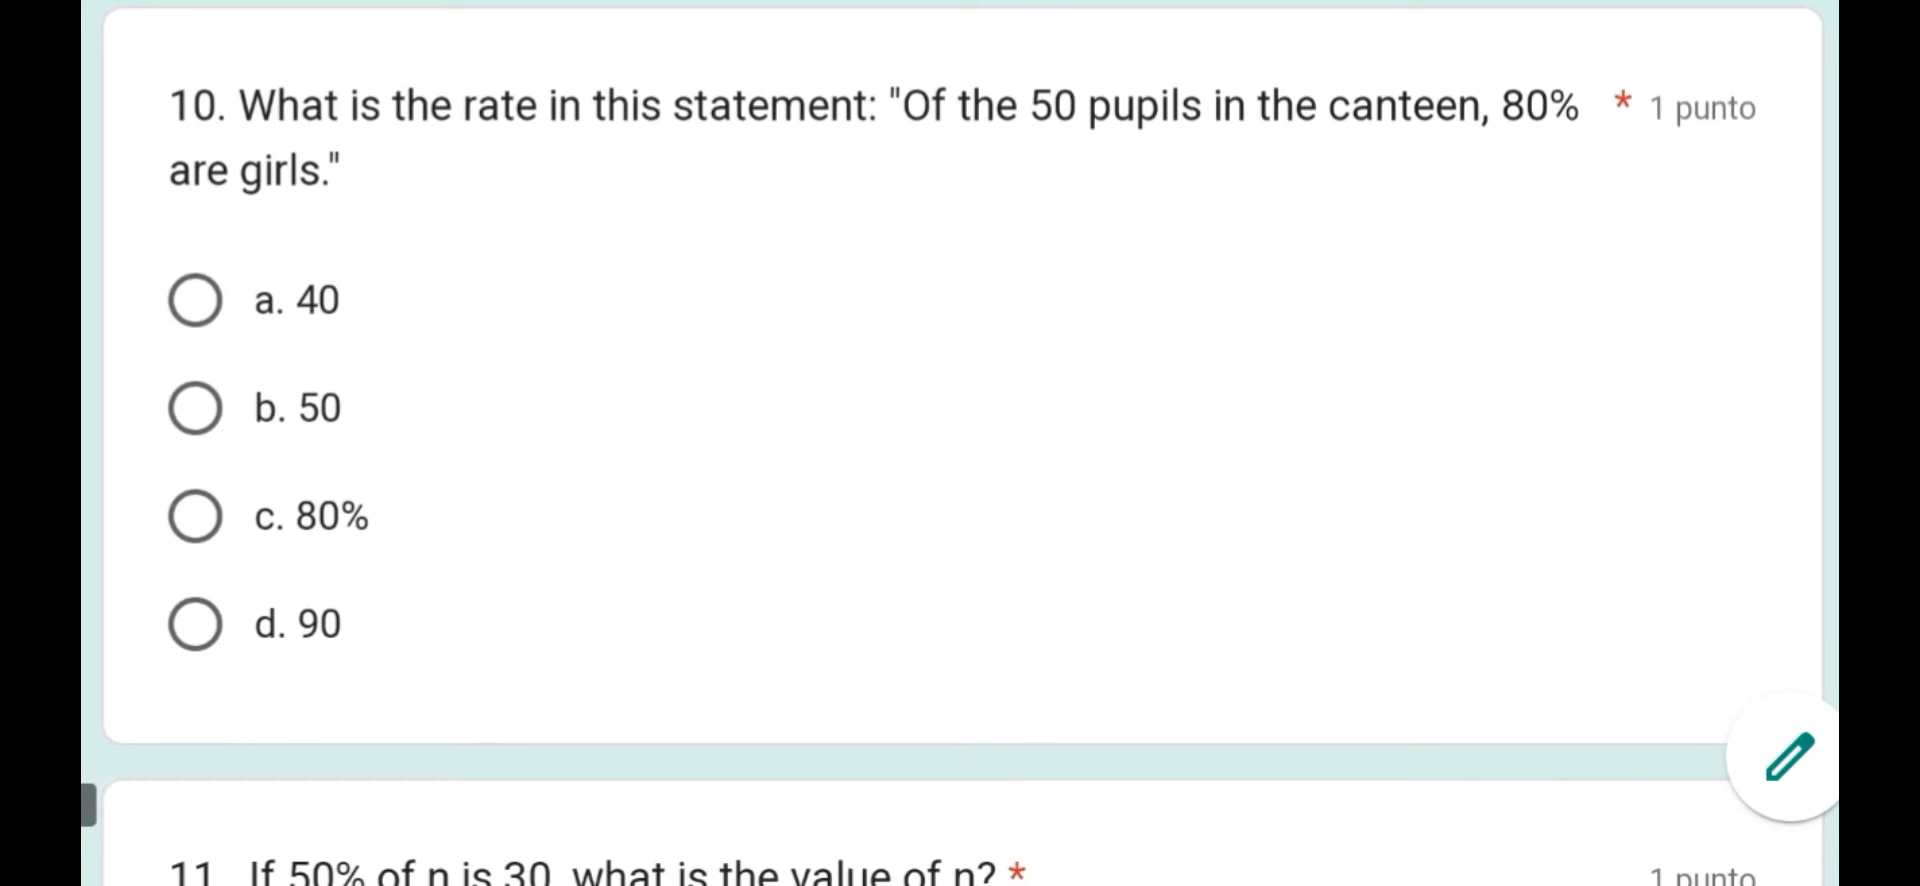 10. What is the rate in this statement: "Of the 50 pupils in the canteen, 80% * 1 punto
are girls."
a. 40
b. 50
c. 80%
d. 90
11. If 50% of n is 30, what is the value of n? * 1 punto